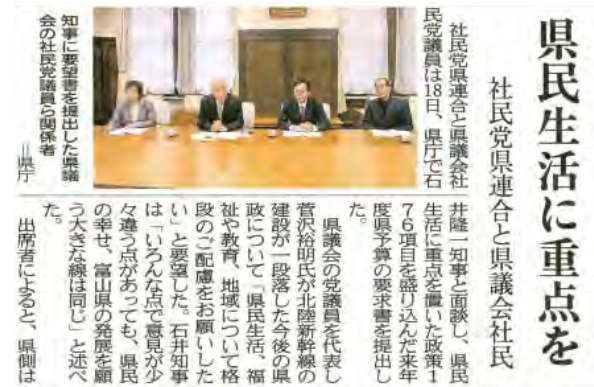 県民生活に重点を
社民党県連合と県議会社民
社民党県連合と県議会社
民党議員は18日、県庁で石
知事に要望書を提出した県議
会の社民党議員ら関係者
=県庁
井隆一知事と面談し、県民
生活に重点を置いた政策1
76項目を盛り込んだ来年
度県予算の要求書を提出し
た。
県議会の党議員を代表し
菅沢裕明氏が北陸新幹線の
建設が一段落した今後の県
政について「県民生活、福
祉や教育、地域について格
段のご配慮をお願いした
い」と要望した。石井知事
は「いろんな点で意見が少
々違う点があっても、県民
の幸せ、富山県の発展を願
う大きな線は同じ」と述べ
た。
出席者によると、県側は